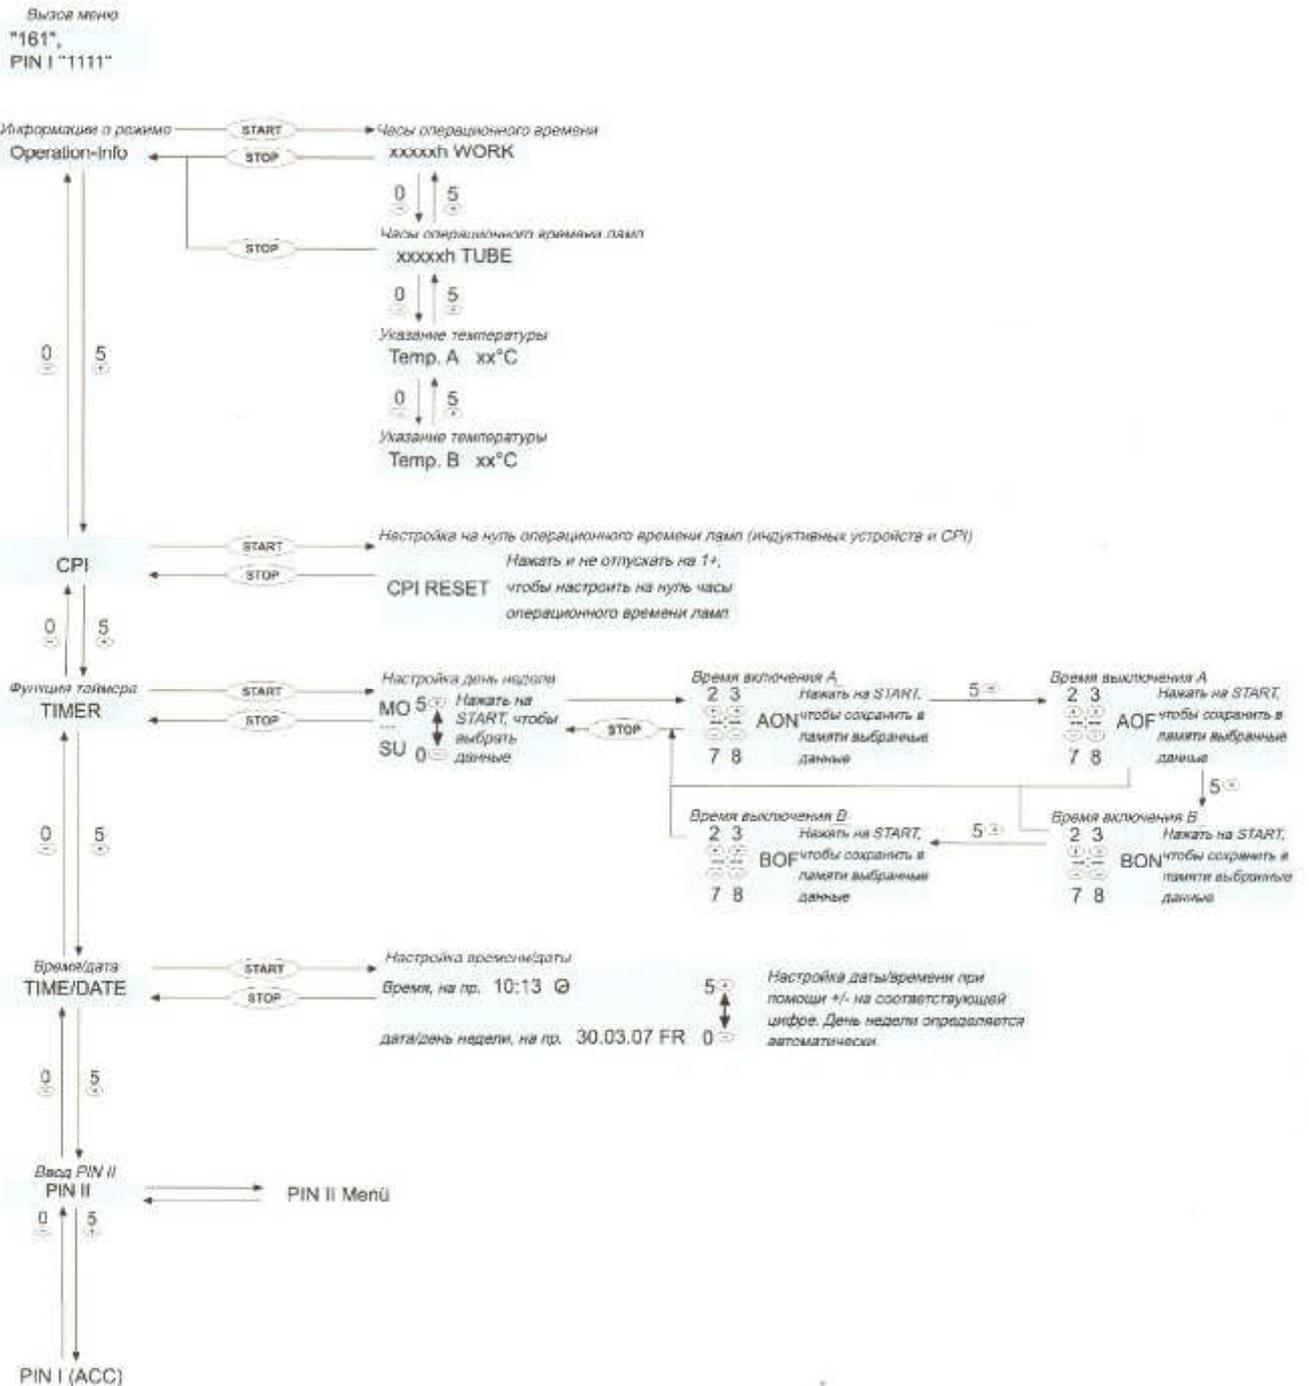 Вызов меню
"161",
PIN I "1111"
Информации о режимо
START
Часы операционного времени
Operation-Info
STOP
xxxxxh WORK
0 5
Часы операционного времени ламп
STOP
xxxxxh TUBE
0 5
Указание температуры
Temp. A xx°C
0 5
0 5
Указание температуры
Temp. B xx°C
START
Настройка на нуль операционного времени ламп (индуктивных устройств и CPI)
CPI
STOP
CPI RESET
Нажать и не отпускать на 1+,
чтобы настроить на нуль часы
операционного времени ламп
0 5
Функция таймера
TIMER
START
STOP
Настройка день недели
MO 5
...
SU 0
Нажать на
START, чтобы
выбрать
данные
STOP
Время включения A
2 3
AON
7 8
Нажать на START,
чтобы сохранить в
памяти выбранные
данные
5
Время выключения A
2 3
AOF
7 8
Нажать на START,
чтобы сохранить в
памяти выбранные
данные
5
Время выключения B
2 3
BOF
7 8
Нажать на START,
чтобы сохранить в
памяти выбранные
данные
5
Время включения B
2 3
BON
7 8
Нажать на START,
чтобы сохранить в
памяти выбранные
данные
0 5
Время/дата
TIME/DATE
START
STOP
Настройка времени/даты
Время, на пр. 10:13
дата/день недели, на пр. 30.03.07 FR
5
0
Настройка даты/времени при
помощи +/- на соответствующей
цифре. День недели определяется
автоматически.
0 5
Ввод PIN II
PIN II
PIN II Menü
0 5
PIN I (ACC)